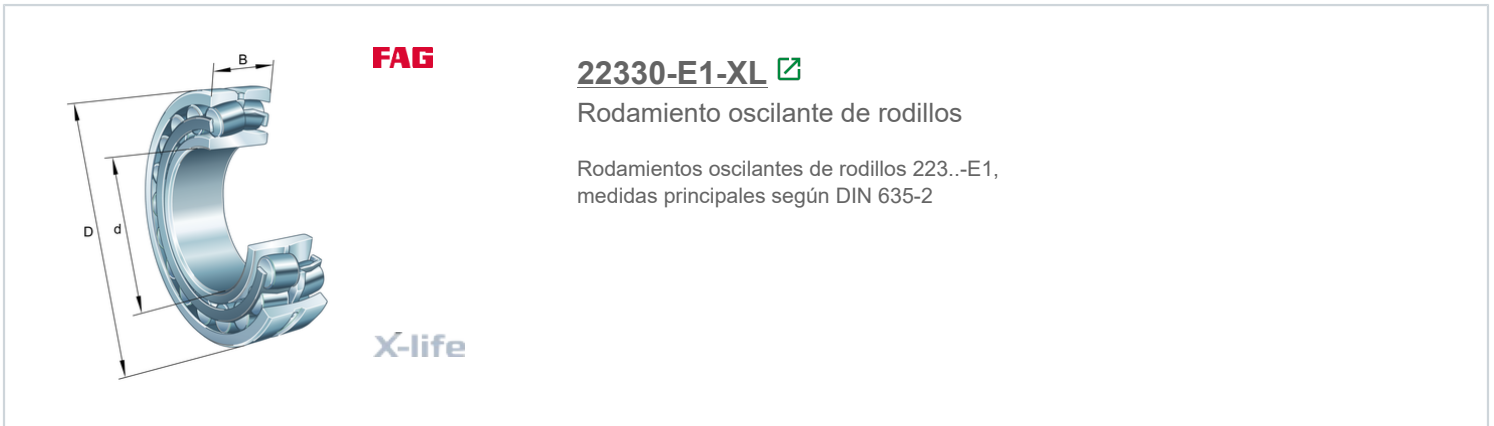 FAG
B
D
d
X-life
22330-E1-XL
Rodamiento oscilante de rodillos
Rodamientos oscilantes de rodillos 223..-E1,
medidas principales según DIN 635-2